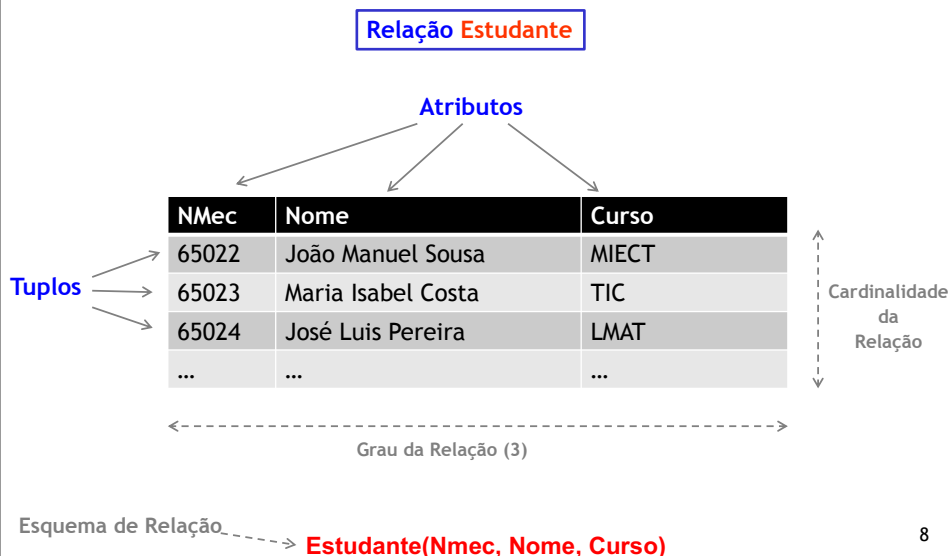 Relação Estudante
Atributos
NMec Nome Curso
65022 João Manuel Sousa MIECT
65023 Maria Isabel Costa TIC
65024 José Luis Pereira LMAT
… … …
Tuplos
Cardinalidade
da
Relação
Grau da Relação (3)
Esquema de Relação
Estudante(Nmec, Nome, Curso)
8